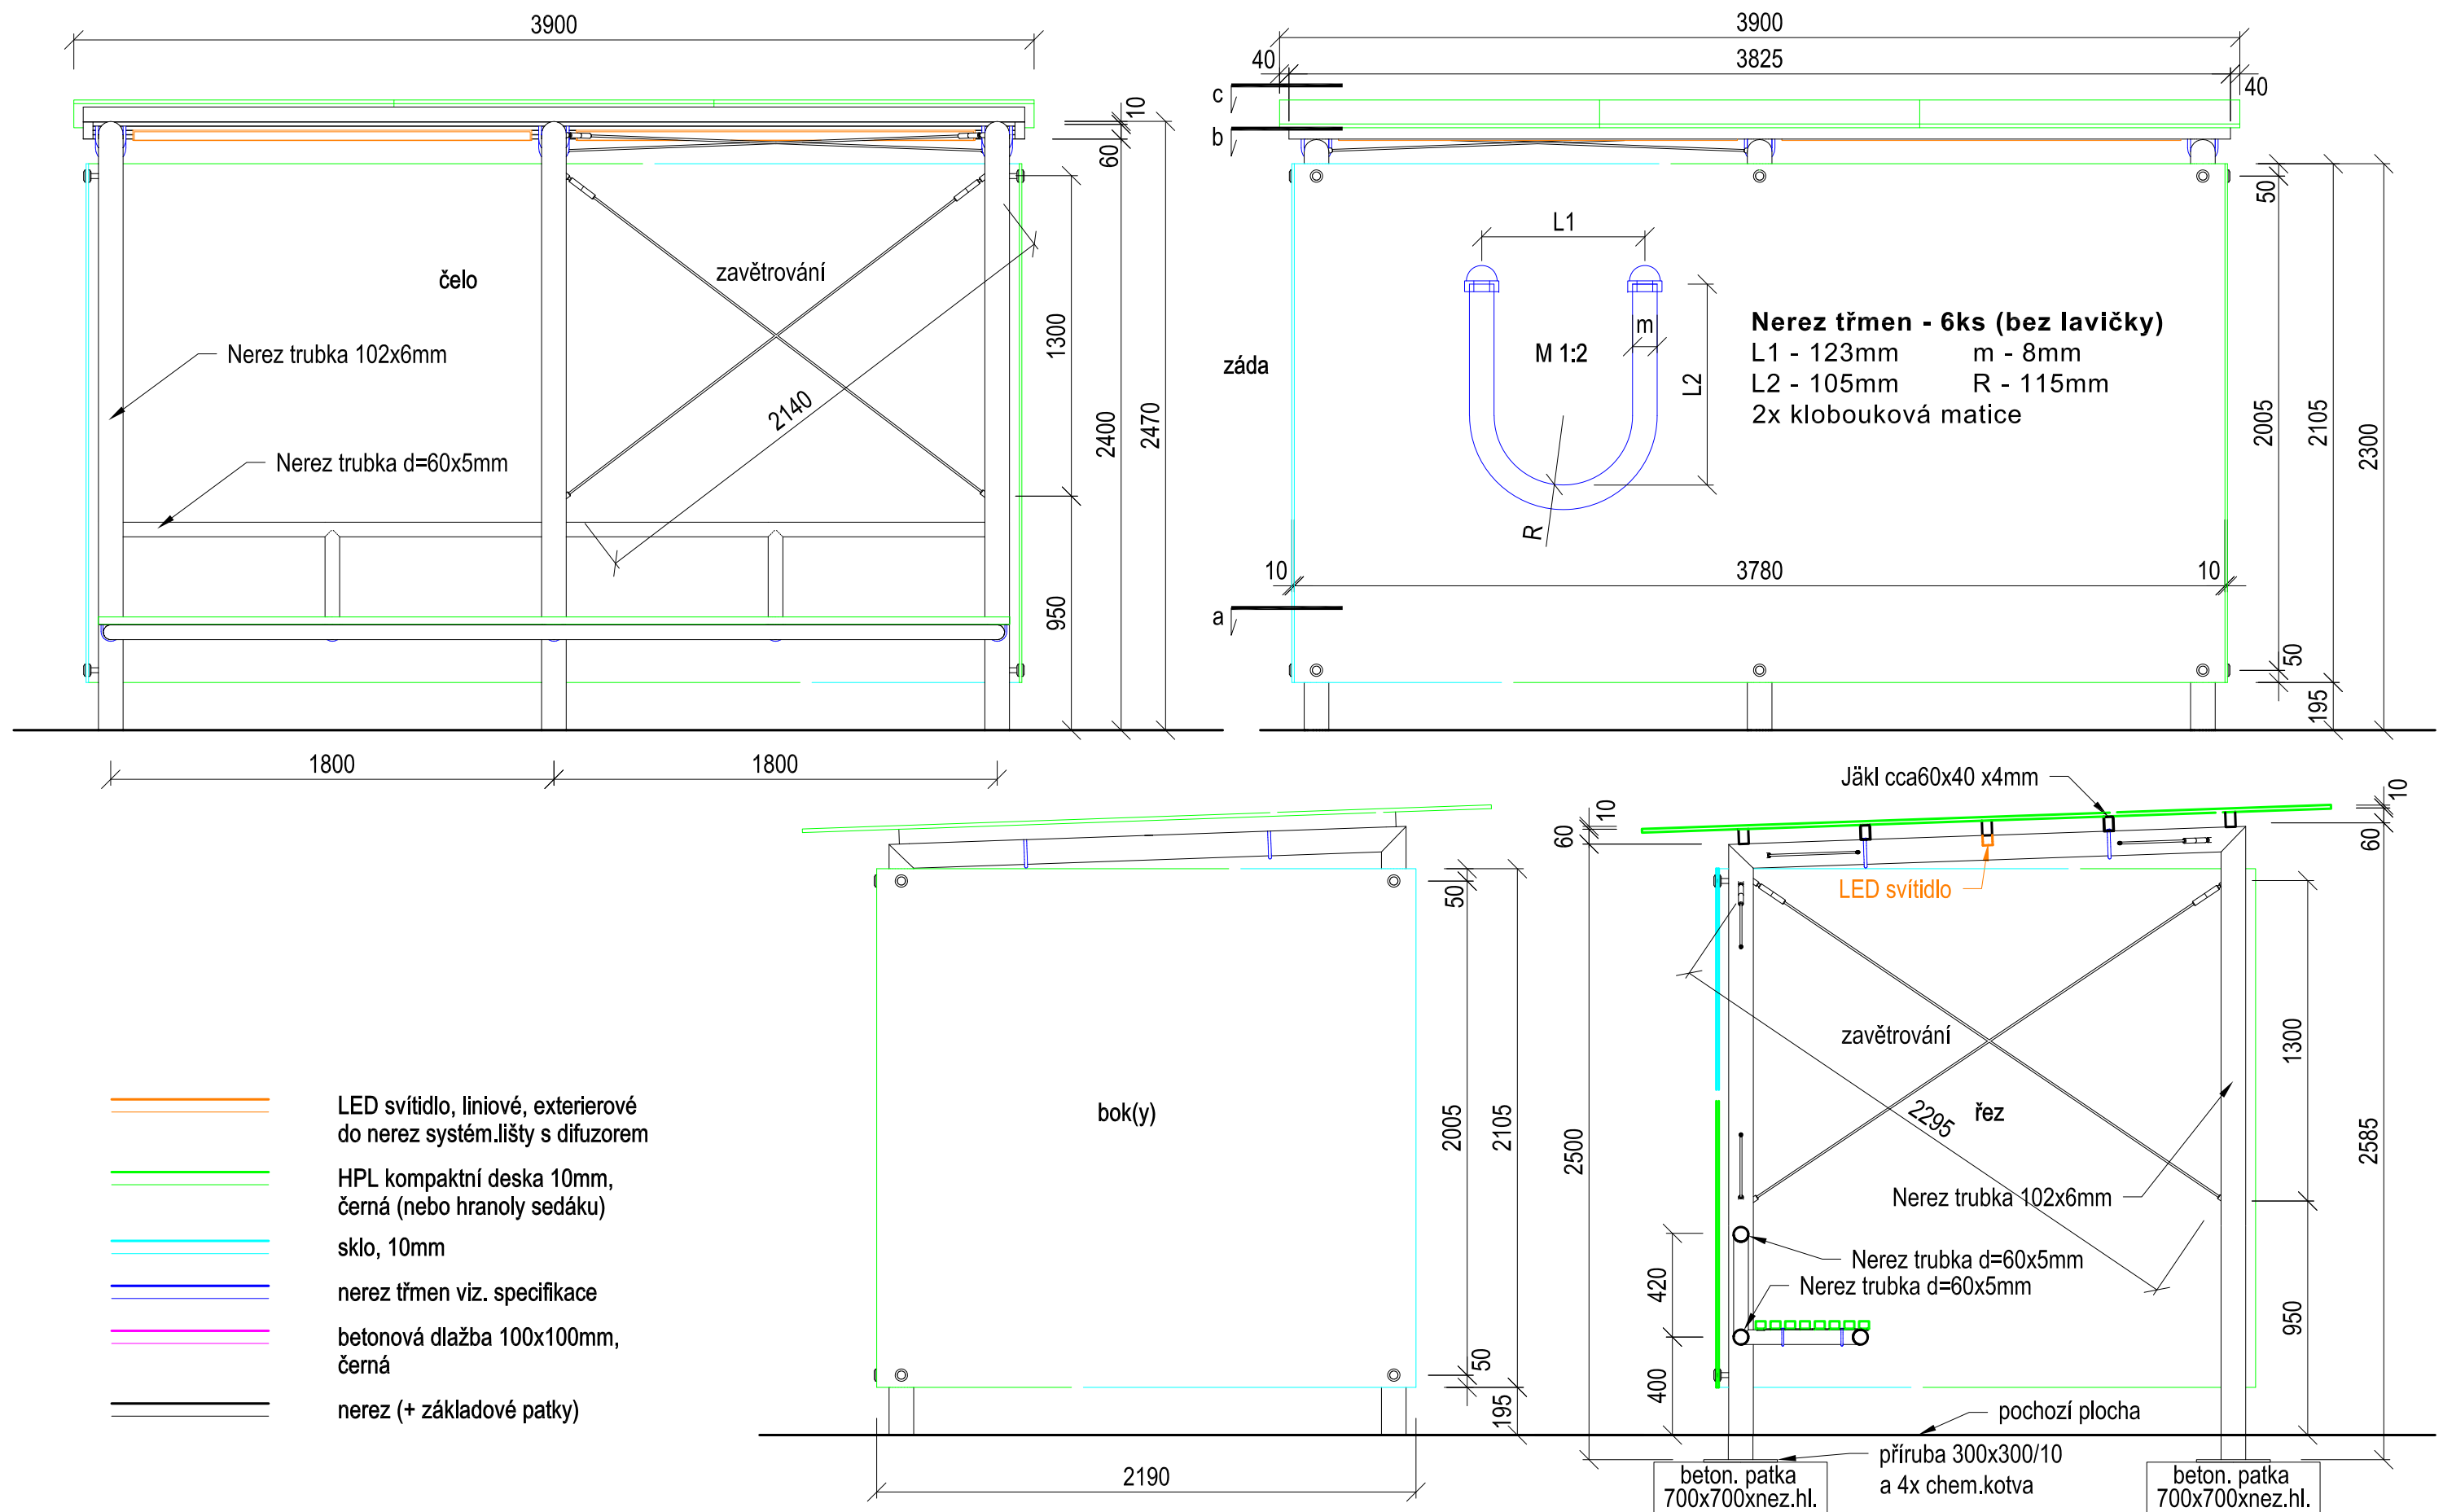 3900
10
60
1300
2400
2470
950
čelo
zavětrování
2140
Nerez trubka 102x6mm
Nerez trubka d=60x5mm
1800
1800
3900
3825
40
40
c
b
a
záda
L1
m
M 1:2
L2
R
Nerez třmen - 6ks (bez lavičky)
L1 - 123mm m - 8mm
L2 - 105mm R - 115mm
2x klobouková matice
10
3780
10
50
2005
2105
2300
50
195
LED svítidlo, liniové, exterierové
do nerez systém.lišty s difuzorem
HPL kompaktní deska 10mm,
černá (nebo hranoly sedáku)
sklo, 10mm
nerez třmen viz. specifikace
betonová dlažba 100x100mm,
černá
nerez (+ základové patky)
bok(y)
50
2005
2105
50
195
2190
Jäkl cca60x40 x4mm
10
60
10
60
LED svítidlo
zavětrování
2295
řez
1300
2500
2585
Nerez trubka 102x6mm
Nerez trubka d=60x5mm
Nerez trubka d=60x5mm
420
400
950
pochozí plocha
příruba 300x300/10
a 4x chem.kotva
beton. patka
700x700xnez.hl.
beton. patka
700x700xnez.hl.